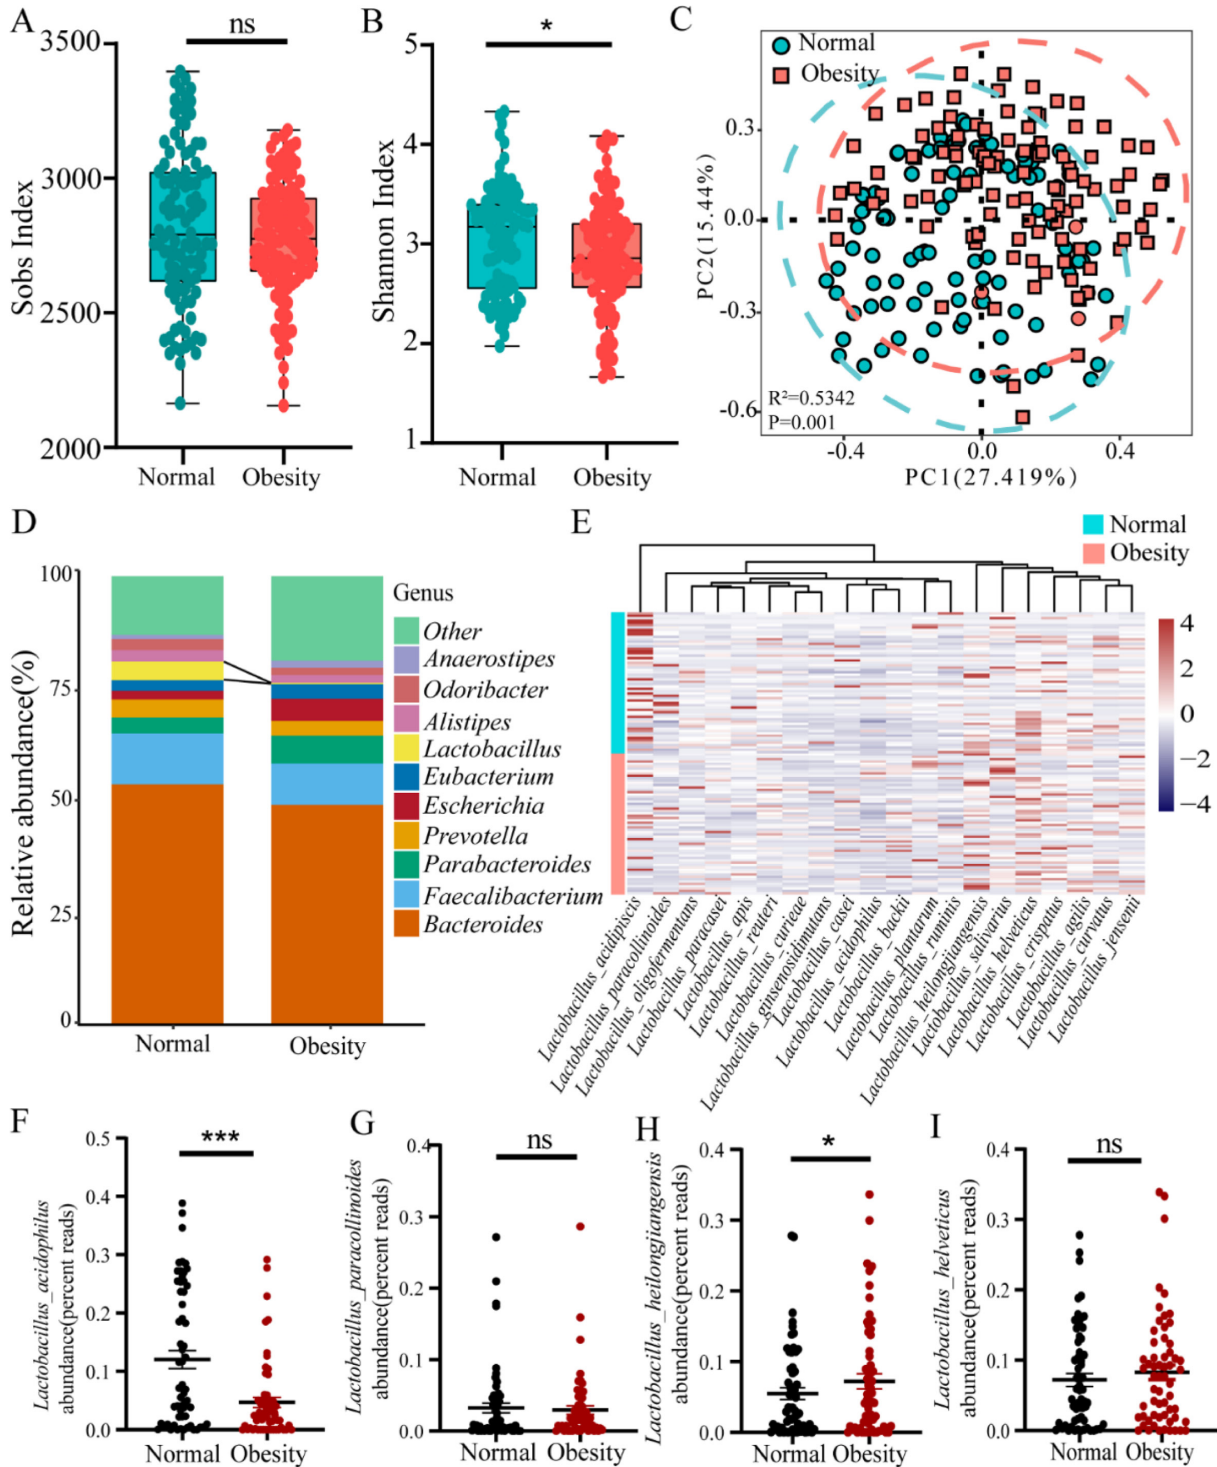 A
ns
3500
3000
2500
2000
Sobs Index
Normal
Obesity
B
*
5
4
3
2
1
Shannon Index
Normal
Obesity
C
Normal
Obesity
0.3
0.0
-0.3
-0.6
PC2(15.44%)
R²=0.5342
P=0.001
-0.4
0.0
0.4
PC1(27.419%)
D
100
75
50
25
0
Relative abundance(%)
Normal
Obesity
Genus
Other
Anaerostipes
Odoribacter
Alistipes
Lactobacillus
Eubacterium
Escherichia
Prevotella
Parabacteroides
Faecalibacterium
Bacteroides
E
Normal
Obesity
4
2
0
−2
−4
Lactobacillus_acidipiscis
Lactobacillus_paracollinoides
Lactobacillus_oligofermentans
Lactobacillus_paracasei
Lactobacillus_apis
Lactobacillus_reuteri
Lactobacillus_curieae
Lactobacillus_ginsenosidimutans
Lactobacillus_casei
Lactobacillus_acidophilus
Lactobacillus_backii
Lactobacillus_plantarum
Lactobacillus_ruminis
Lactobacillus_heilongjiangensis
Lactobacillus_salivarius
Lactobacillus_helveticus
Lactobacillus_crispatus
Lactobacillus_agilis
Lactobacillus_curvatus
Lactobacillus_jensenii
F
***
0.5
0.4
0.3
0.2
0.1
0.0
Lactobacillus_acidophilus
abundance(percent reads)
Normal
Obesity
G
ns
0.4
0.3
0.2
0.1
0.0
Lactobacillus_paracollinoides
abundance(percent reads)
Normal
Obesity
H
*
0.4
0.3
0.2
0.1
0.0
Lactobacillus_heilongjiangensis
abundance(percent reads)
Normal
Obesity
I
ns
0.4
0.3
0.2
0.1
0.0
Lactobacillus_helveticus
abundance(percent reads)
Normal
Obesity